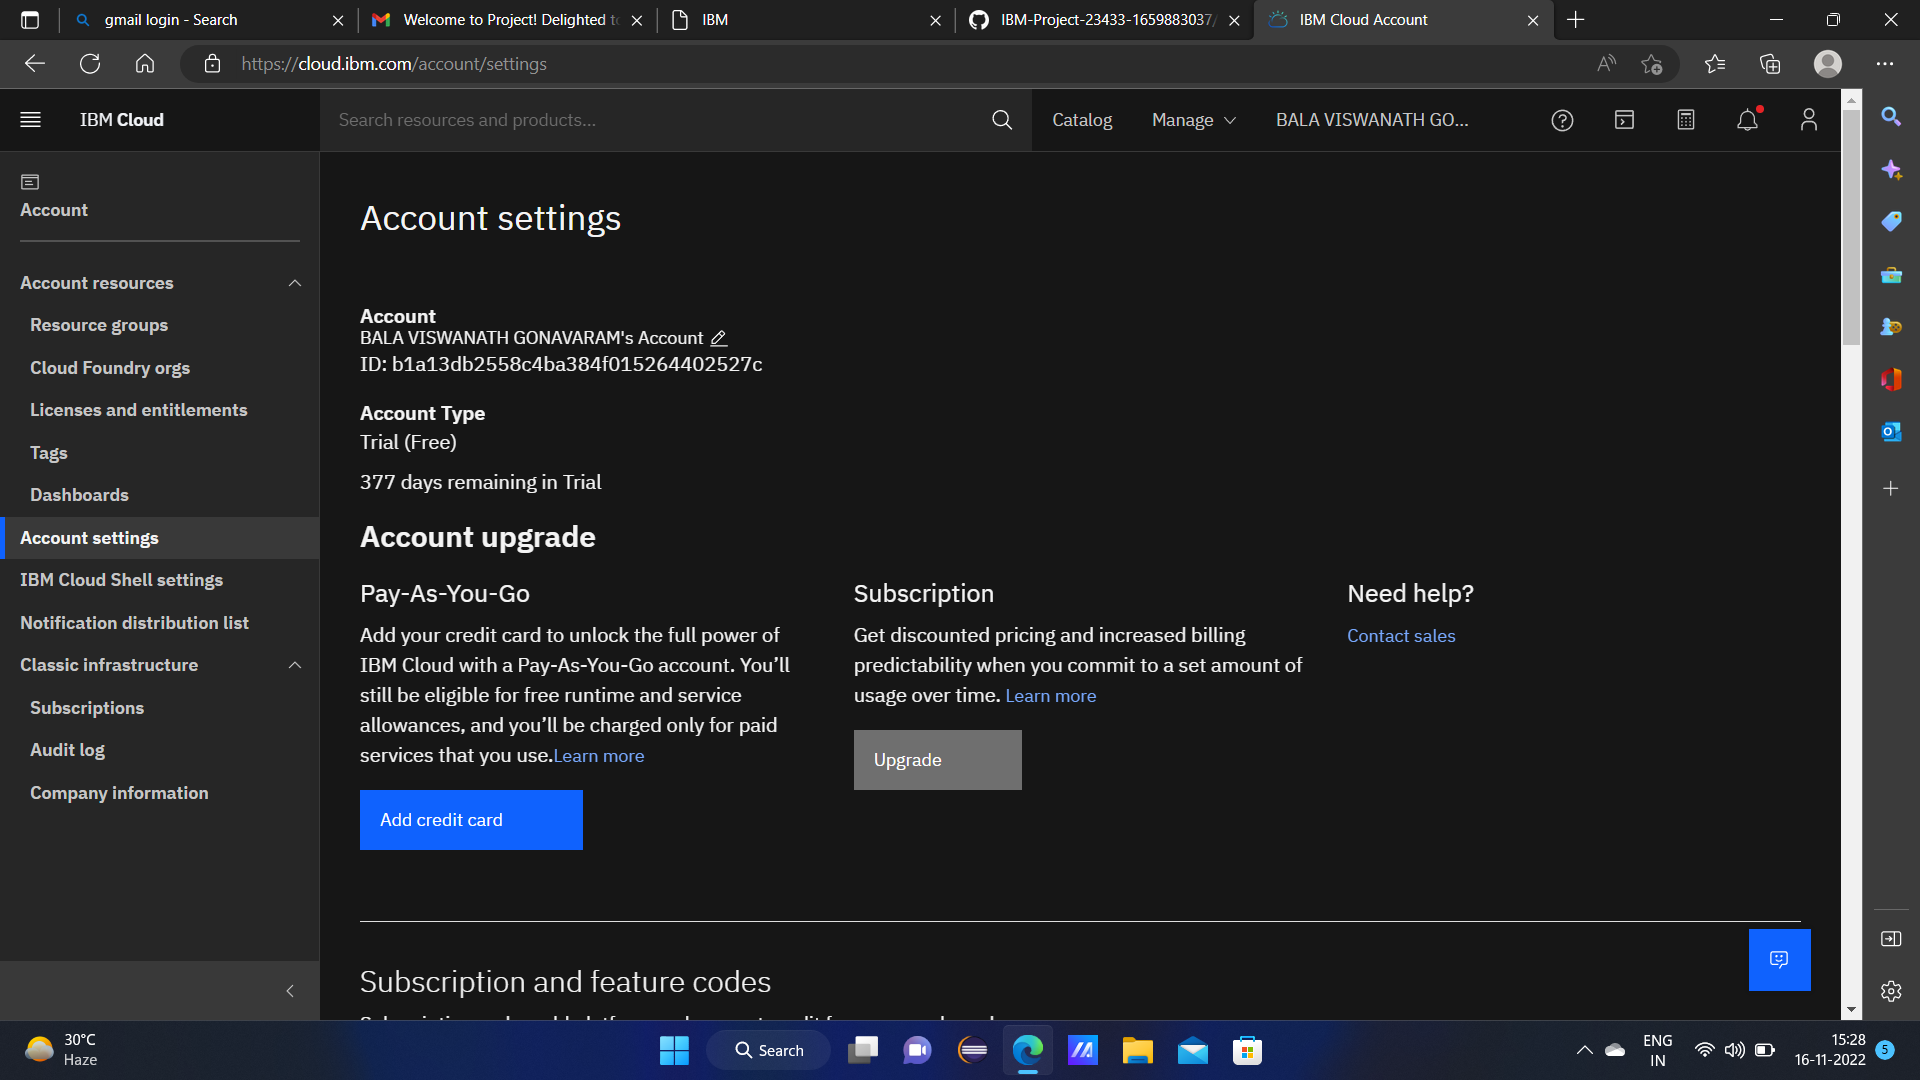 gmail login - Search
Welcome to Project! Delighted to
IBM
IBM-Project-23433-1659883037/
IBM Cloud Account
https://cloud.ibm.com/account/settings
IBM Cloud
Search resources and products...
Catalog
Manage
BALA VISWANATH GO...
Account
Account resources
Resource groups
Cloud Foundry orgs
Licenses and entitlements
Tags
Dashboards
Account settings
IBM Cloud Shell settings
Notification distribution list
Classic infrastructure
Subscriptions
Audit log
Company information
Account settings
Account
BALA VISWANATH GONAVARAM's Account
ID: b1a13db2558c4ba384f015264402527c
Account Type
Trial (Free)
377 days remaining in Trial
Account upgrade
Pay-As-You-Go
Add your credit card to unlock the full power of
IBM Cloud with a Pay-As-You-Go account. You’ll
still be eligible for free runtime and service
allowances, and you’ll be charged only for paid
services that you use.Learn more
Add credit card
Subscription
Get discounted pricing and increased billing
predictability when you commit to a set amount of
usage over time. Learn more
Upgrade
Need help?
Contact sales
Subscription and feature codes
30°C
Haze
Search
ENG
IN
15:28
16-11-2022
5